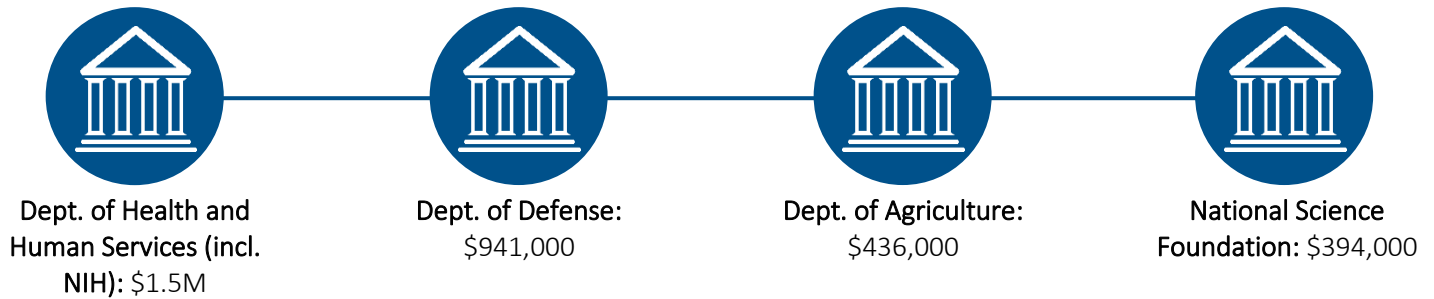 Dept. of Health and
Human Services (incl.
NIH): $1.5M
Dept. of Defense:
$941,000
Dept. of Agriculture:
$436,000
National Science
Foundation: $394,000